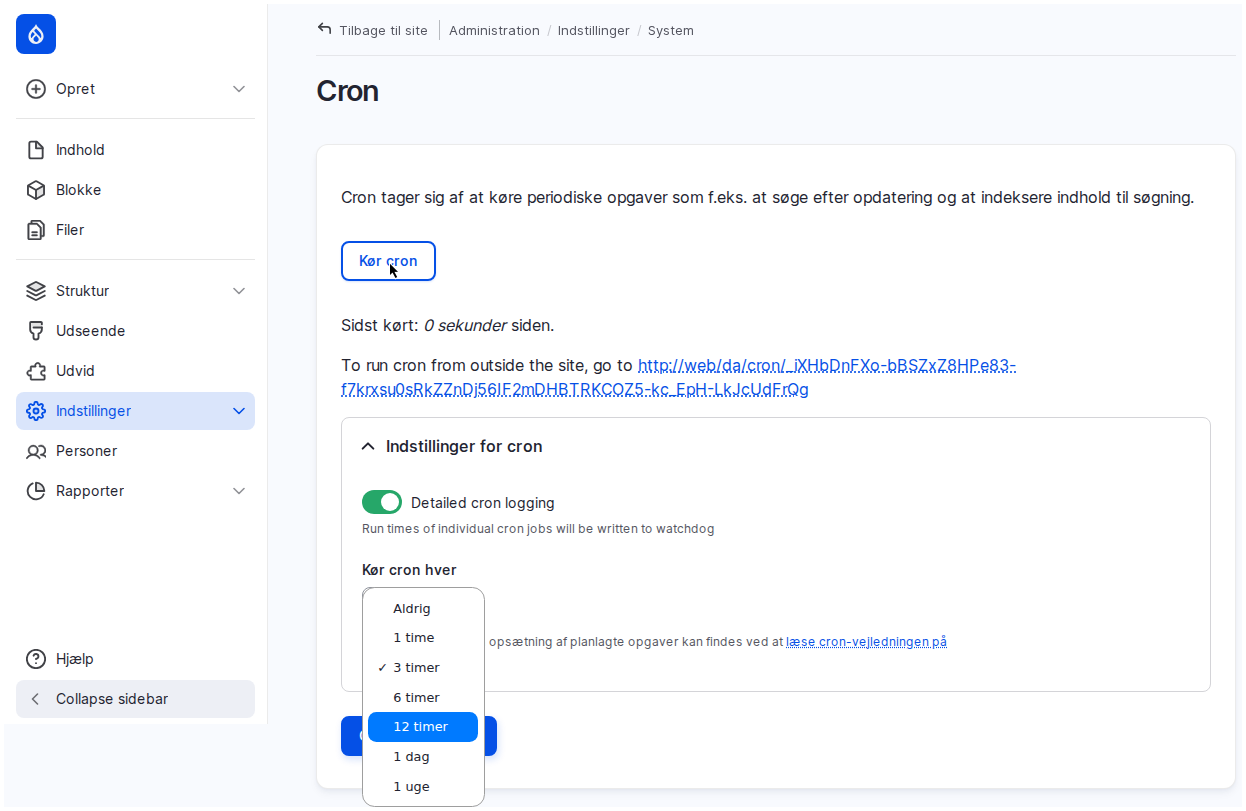 Tilbage til site
Administration / Indstillinger / System
Opret
Indhold
Blokke
Filer
Struktur
Udseende
Udvid
Indstillinger
Personer
Rapporter
Hjælp
Collapse sidebar
Cron
Cron tager sig af at køre periodiske opgaver som f.eks. at søge efter opdatering og at indeksere indhold til søgning.
Kør cron
Sidst kørt: 0 sekunder siden.
To run cron from outside the site, go to http://web/da/cron/_jXHbDnFXo-bBSZxZ8HPe83-
f7krxsu0sRkZZnDj56IF2mDHBTRKCOZ5-kc_EpH-LkJcUdFrQg
Indstillinger for cron
Detailed cron logging
Run times of individual cron jobs will be written to watchdog
Kør cron hver
Aldrig
1 time
✓ 3 timer
6 timer
12 timer
1 dag
1 uge
opsætning af planlagte opgaver kan findes ved at læse cron-vejledningen på